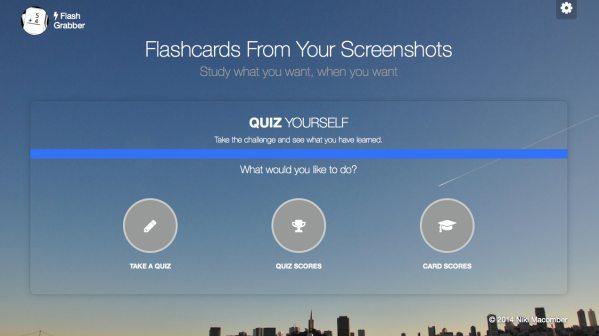 Flash
Grabber
Flashcards From Your Screenshots
Study what you want, when you want
QUIZ YOURSELF
Take the challenge and see what you have learned.
What would you like to do?
TAKE A QUIZ
QUIZ SCORES
CARD SCORES
© 2014 Niki Macomber
5
+ 4